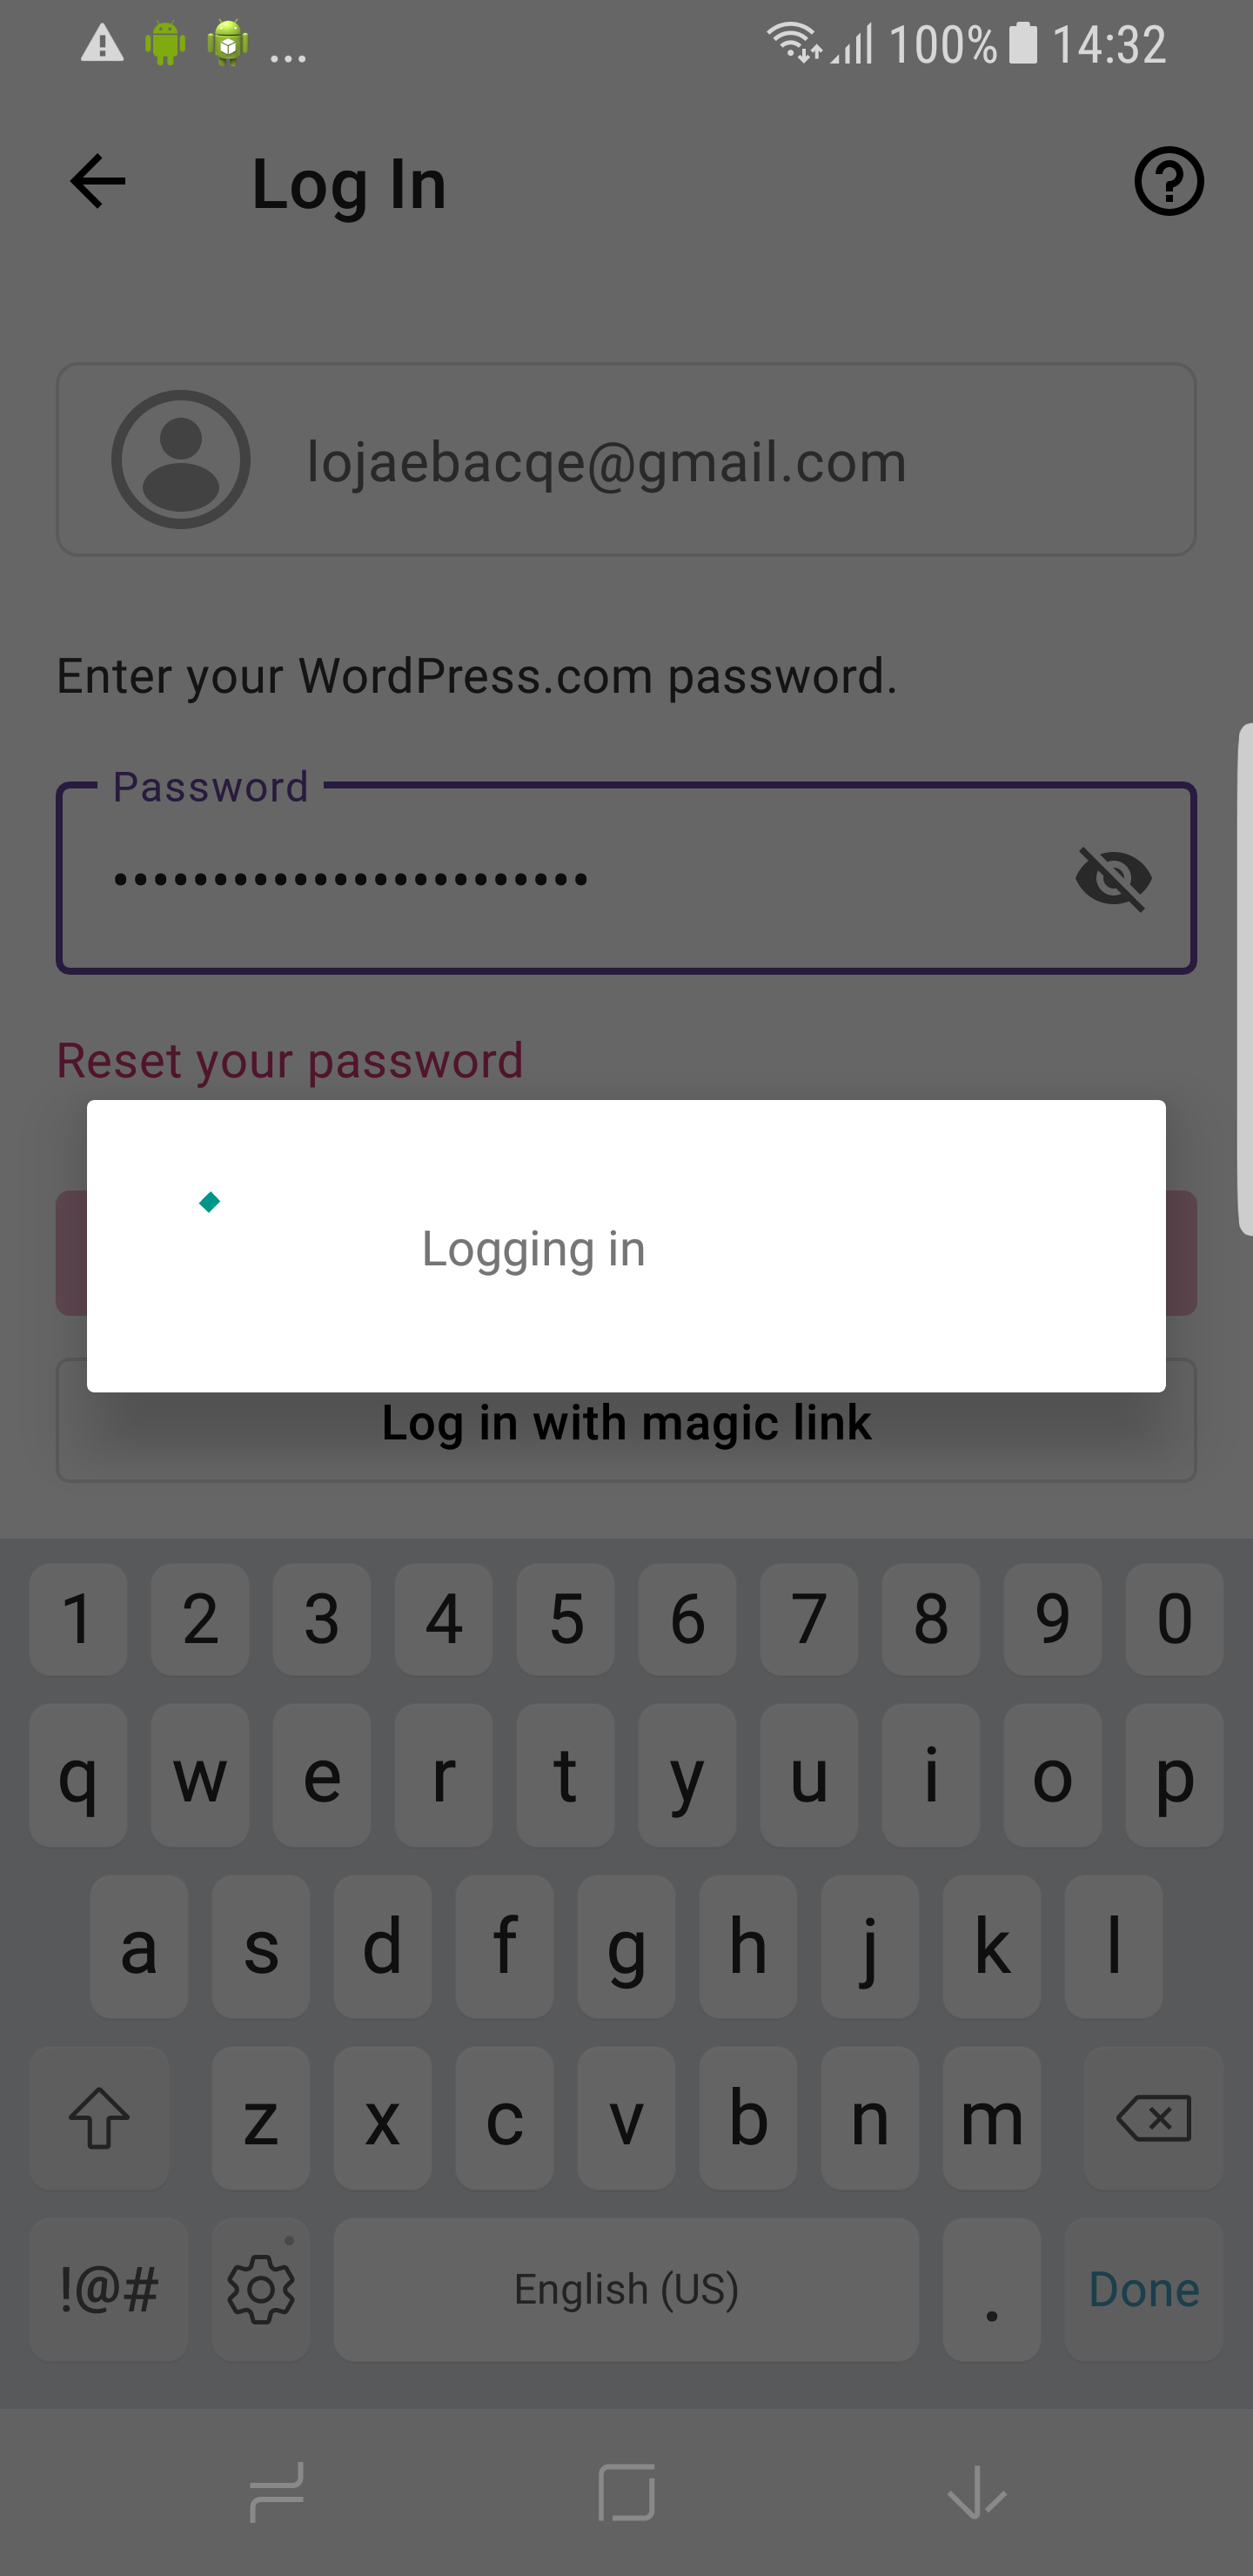 ... 100% 14:32
Log In
lojaebacqe@gmail.com
Enter your WordPress.com password.
Password
••••••••••••••••••••••••
Reset your password
Logging in
Log in with magic link
1 2 3 4 5 6 7 8 9 0
q w e r t y u i o p
a s d f g h j k l
z x c v b n m
!@# English (US) . Done